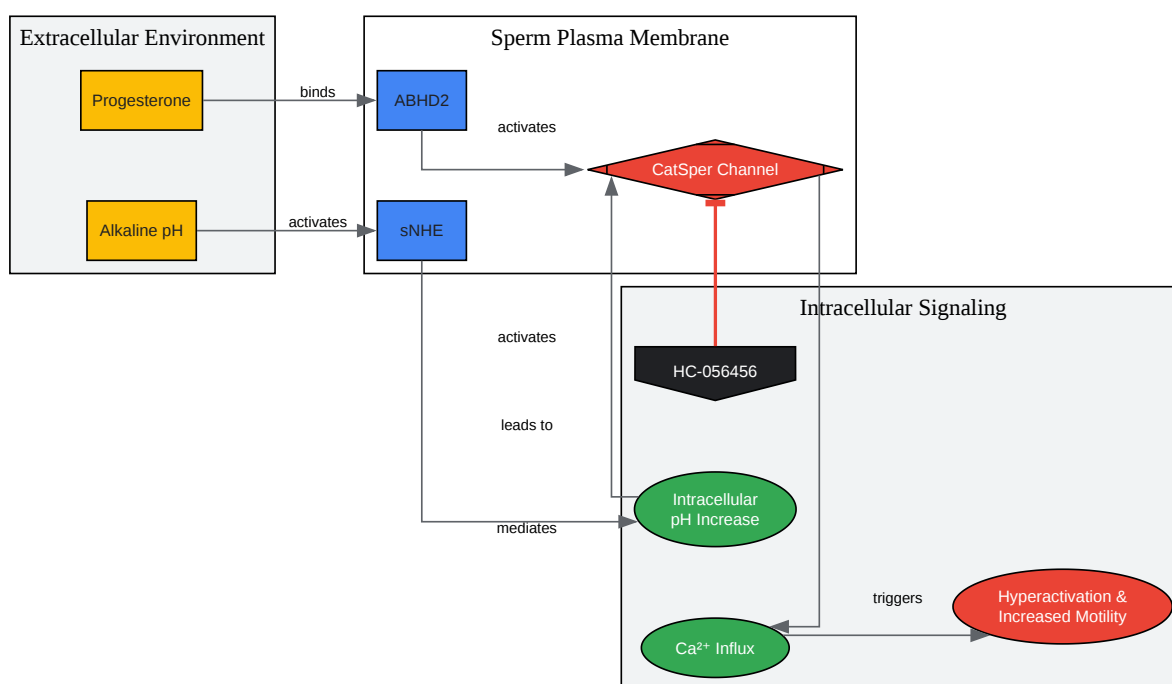 Extracellular Environment
Sperm Plasma Membrane
Progesterone
binds
ABHD2
activates
CatSper Channel
Alkaline pH
activates
sNHE
Intracellular Signaling
activates
HC-056456
leads to
Intracellular
pH Increase
mediates
triggers
Hyperactivation &
Increased Motility
Ca²⁺ Influx